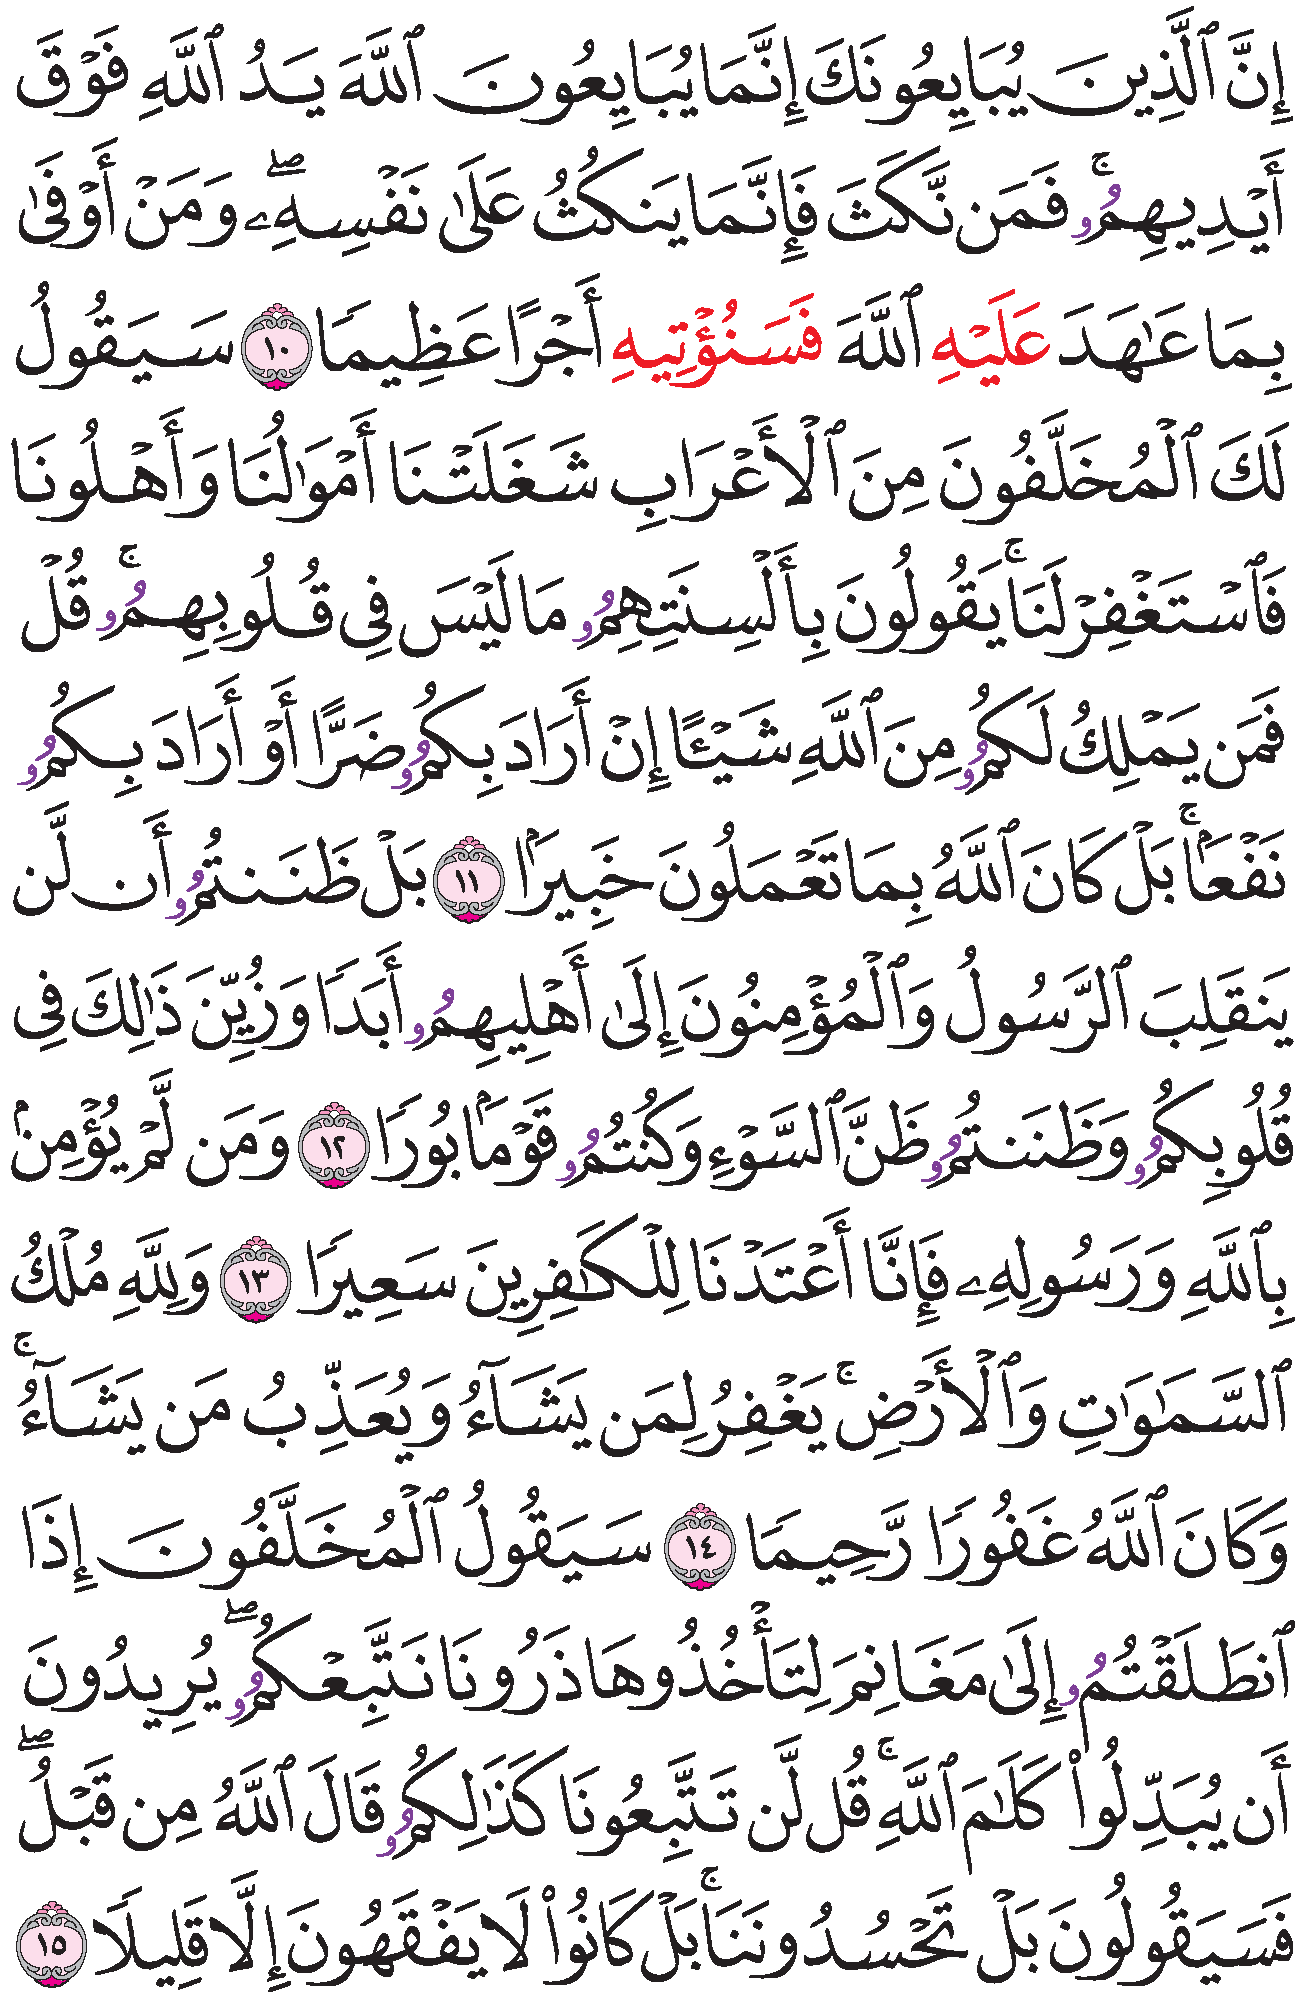 إِنَّ ٱلَّذِينَ يُبَايِعُونَكَ إِنَّمَا يُبَايِعُونَ ٱللَّهَ يَدُ ٱللَّهِ فَوْقَ
أَيْدِيهِمُۥ ۚ فَمَن نَّكَثَ فَإِنَّمَا يَنكُثُ عَلَىٰ نَفْسِهِۦ ۖ وَمَنْ أَوْفَىٰ
بِمَا عَٰهَدَ عَلَيْهِ ٱللَّهَ فَسَنُؤْتِيهِ أَجْرًا عَظِيمًا ١٠ سَيَقُولُ
لَكَ ٱلْمُخَلَّفُونَ مِنَ ٱلْأَعْرَابِ شَغَلَتْنَا أَمْوَٰلُنَا وَأَهْلُونَا
فَٱسْتَغْفِرْ لَنَا ۚ يَقُولُونَ بِأَلْسِنَتِهِمُۥ مَا لَيْسَ فِى قُلُوبِهِمُۥ ۚ قُلْ
فَمَن يَمْلِكُ لَكُمُۥ مِنَ ٱللَّهِ شَيْـًٔا إِنْ أَرَادَ بِكُمُۥ ضَرًّا أَوْ أَرَادَ بِكُمُۥ
نَفْعًۢا ۚ بَلْ كَانَ ٱللَّهُ بِمَا تَعْمَلُونَ خَبِيرًۢا ١١ بَلْ ظَنَنتُمُۥ أَن لَّن
يَنقَلِبَ ٱلرَّسُولُ وَٱلْمُؤْمِنُونَ إِلَىٰ أَهْلِيهِمُۥ أَبَدًا وَزُيِّنَ ذَٰلِكَ فِى
قُلُوبِكُمُۥ وَظَنَنتُمُۥ ظَنَّ ٱلسَّوْءِ وَكُنتُمُۥ قَوْمًۢا بُورًا ١٢ وَمَن لَّمْ يُؤْمِنۢ
بِٱللَّهِ وَرَسُولِهِۦ فَإِنَّا أَعْتَدْنَا لِلْكَٰفِرِينَ سَعِيرًا ١٣ وَلِلَّهِ مُلْكُ
ٱلسَّمَٰوَٰتِ وَٱلْأَرْضِ ۚ يَغْفِرُ لِمَن يَشَآءُ وَيُعَذِّبُ مَن يَشَآءُ ۚ
وَكَانَ ٱللَّهُ غَفُورًا رَّحِيمًا ١٤ سَيَقُولُ ٱلْمُخَلَّفُونَ إِذَا
ٱنطَلَقْتُمُۥ إِلَىٰ مَغَانِمَ لِتَأْخُذُوهَا ذَرُونَا نَتَّبِعْكُمُۥ ۖ يُرِيدُونَ
أَن يُبَدِّلُوا۟ كَلَٰمَ ٱللَّهِ ۚ قُل لَّن تَتَّبِعُونَا كَذَٰلِكُمُۥ قَالَ ٱللَّهُ مِن قَبْلُ ۖ
فَسَيَقُولُونَ بَلْ تَحْسُدُونَنَا ۚ بَلْ كَانُوا۟ لَا يَفْقَهُونَ إِلَّا قَلِيلًا ١٥